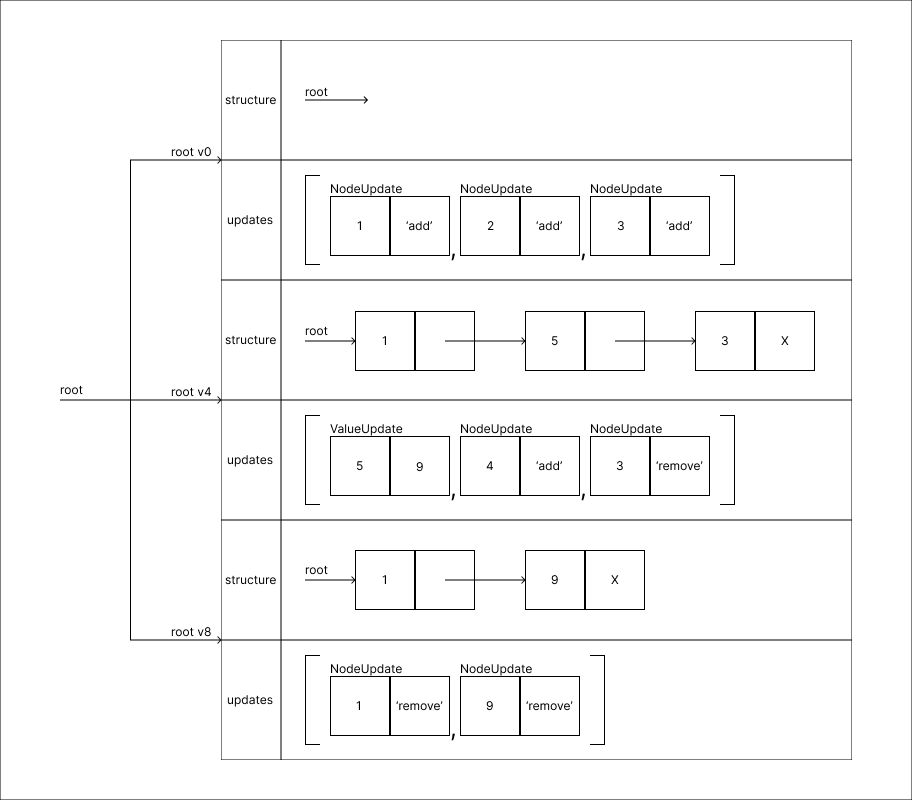 root
structure
root
root v0
updates
NodeUpdate NodeUpdate NodeUpdate
1 ‘add’ , 2 ‘add’ , 3 ‘add’
structure
root
1 5 3 X
root v4
updates
ValueUpdate NodeUpdate NodeUpdate
5 9 , 4 ‘add’ , 3 ‘remove’
structure
root
1 9 X
root v8
updates
NodeUpdate NodeUpdate
1 ‘remove’ , 9 ‘remove’